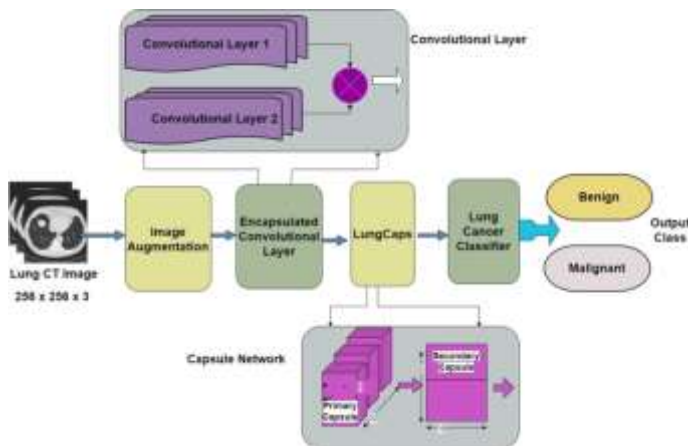 Convolutional Layer 1
Convolutional Layer
Convolutional Layer 2
Image
Augmentation
Encapsulated
Convolutional
Layer
LungCaps
Lung
Cancer
Classifier
Benign
Output
Class
Malignant
Lung CT Image
256 x 256 x 3
Capsule Network
Secondary
Capsule
Primary
Capsule